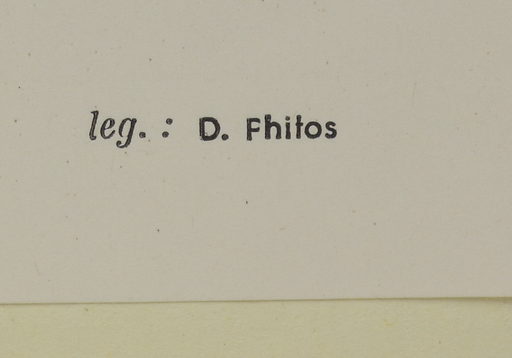 leg. : D. Fhitos